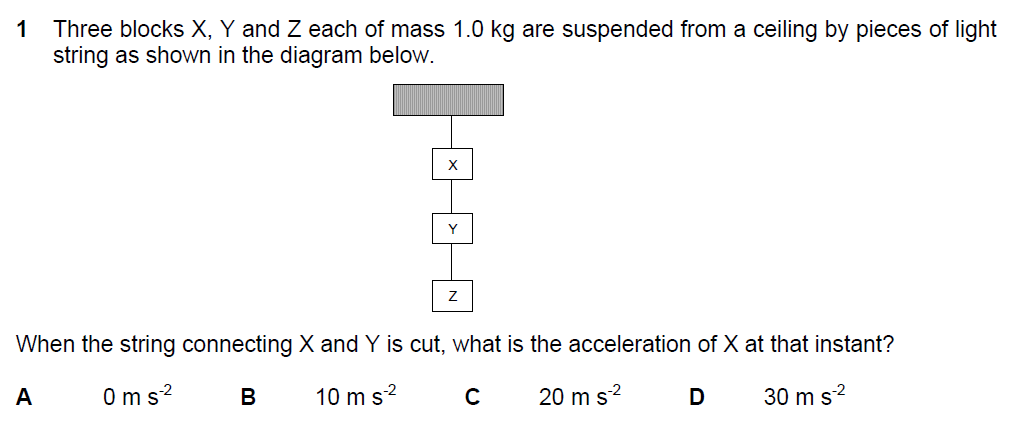 1 Three blocks X, Y and Z each of mass 1.0 kg are suspended from a ceiling by pieces of light
string as shown in the diagram below.
X
Y
Z
When the string connecting X and Y is cut, what is the acceleration of X at that instant?
A 0 m s⁻² B 10 m s⁻² C 20 m s⁻² D 30 m s⁻²